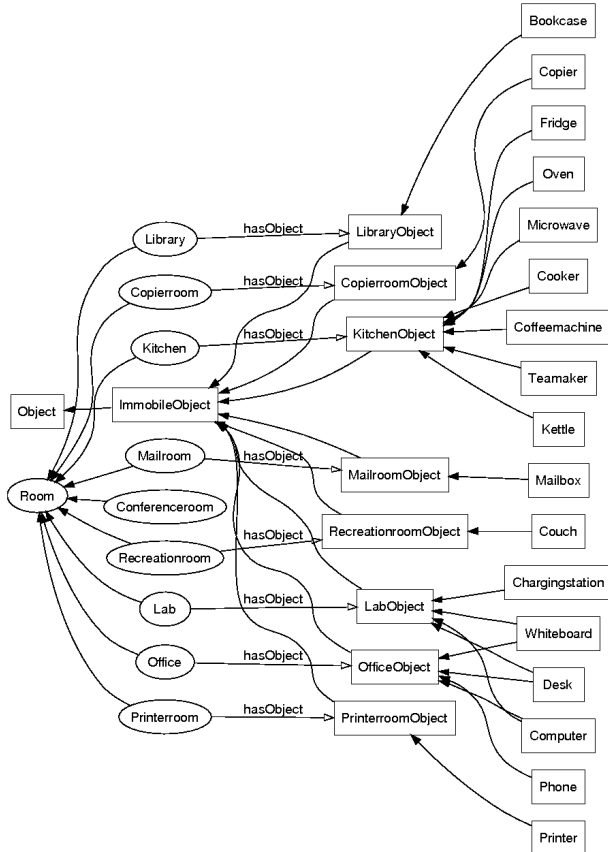 Bookcase
Copier
Fridge
Oven
Microwave
Library
hasObject
LibraryObject
Cooker
Copierroom
hasObject
CopierroomObject
Coffeemachine
Kitchen
hasObject
KitchenObject
Teamaker
Object
ImmobileObject
Kettle
Mailroom
hasObject
MailroomObject
Mailbox
Room
Conferenceroom
Recreationroom
hasObject
RecreationroomObject
Couch
Chargingstation
Lab
hasObject
LabObject
Whiteboard
Office
hasObject
OfficeObject
Desk
Printerroom
hasObject
PrinterroomObject
Computer
Phone
Printer